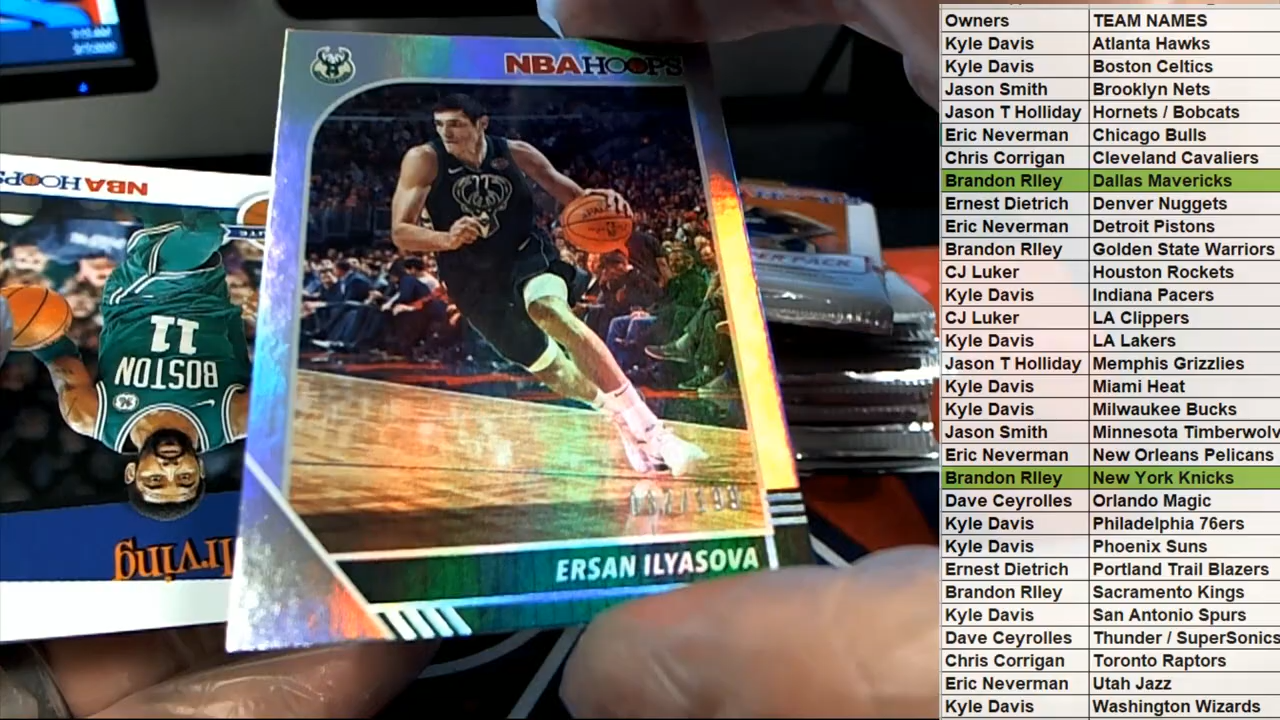 NBA HOOPS
ERSAN ILYASOVA
NBA HOOPS
11
BOSTON
Irving
Owners TEAM NAMES
Kyle Davis Atlanta Hawks
Kyle Davis Boston Celtics
Jason Smith Brooklyn Nets
Jason T Holliday Hornets / Bobcats
Eric Neverman Chicago Bulls
Chris Corrigan Cleveland Cavaliers
Brandon RIley Dallas Mavericks
Ernest Dietrich Denver Nuggets
Eric Neverman Detroit Pistons
Brandon RIley Golden State Warriors
CJ Luker Houston Rockets
Kyle Davis Indiana Pacers
CJ Luker LA Clippers
Kyle Davis LA Lakers
Jason T Holliday Memphis Grizzlies
Kyle Davis Miami Heat
Kyle Davis Milwaukee Bucks
Jason Smith Minnesota Timberwolv
Eric Neverman New Orleans Pelicans
Brandon RIley New York Knicks
Dave Ceyrolles Orlando Magic
Kyle Davis Philadelphia 76ers
Kyle Davis Phoenix Suns
Ernest Dietrich Portland Trail Blazers
Brandon RIley Sacramento Kings
Kyle Davis San Antonio Spurs
Dave Ceyrolles Thunder / SuperSonics
Chris Corrigan Toronto Raptors
Eric Neverman Utah Jazz
Kyle Davis Washington Wizards